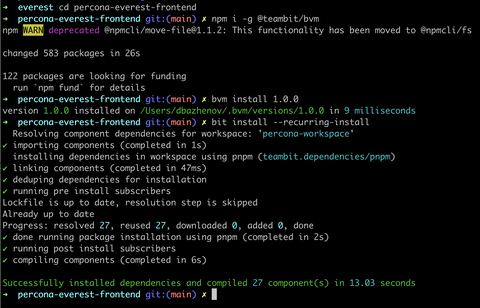 ➜  everest cd percona-everest-frontend
➜  percona-everest-frontend git:(main) ✗ npm i -g @teambit/bvm
npm WARN deprecated @npmcli/move-file@1.1.2: This functionality has been moved to @npmcli/fs

changed 583 packages in 26s

122 packages are looking for funding
  run `npm fund` for details
➜  percona-everest-frontend git:(main) ✗ bvm install 1.0.0
version 1.0.0 installed on /Users/dbazhenov/.bvm/versions/1.0.0 in 9 milliseconds
➜  percona-everest-frontend git:(main) ✗ bit install --recurring-install
  Resolving component dependencies for workspace: 'percona-workspace'
✔ importing components (completed in 1s)
  installing dependencies in workspace using pnpm (teambit.dependencies/pnpm)
✔ linking components (completed in 47ms)
✔ deduping dependencies for installation
✔ running pre install subscribers
Lockfile is up to date, resolution step is skipped
Already up to date
Progress: resolved 27, reused 27, downloaded 0, added 0, done
✔ done running package installation using pnpm (completed in 2s)
✔ running post install subscribers
✔ compiling components (completed in 6s)

Successfully installed dependencies and compiled 27 component(s) in 13.03 seconds
➜  percona-everest-frontend git:(main) ✗